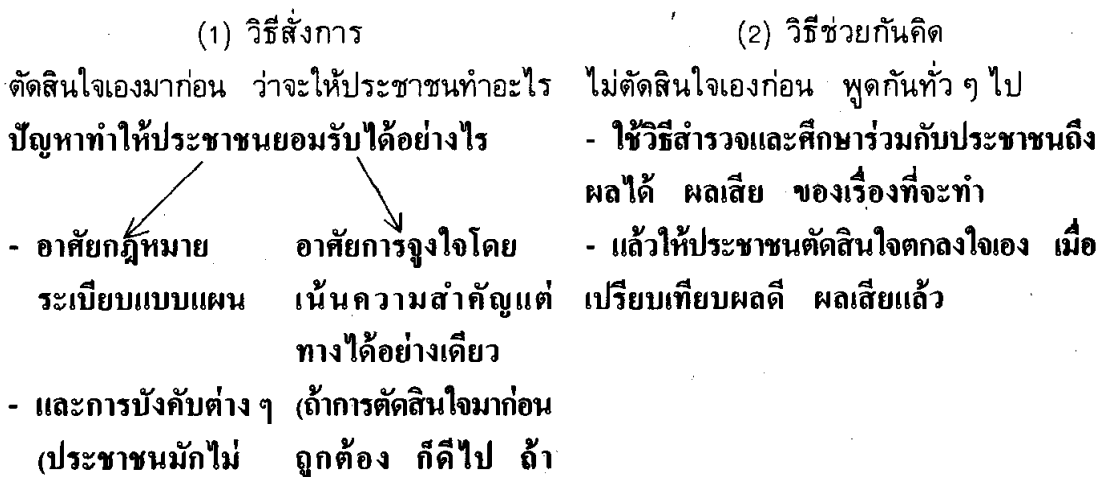 (1) วิธีสั่งการ
ตัดสินใจเองมาก่อน ว่าจะให้ประชาชนทำอะไร
ปัญหาทำให้ประชาชนยอมรับได้อย่างไร
- อาศัยกฎหมาย
ระเบียบแบบแผน
- และการบังคับต่าง ๆ
(ประชาชนมักไม่
อาศัยการจูงใจโดย
เน้นความสำคัญแต่
ทางได้อย่างเดียว
(ถ้าการตัดสินใจมาก่อน
ถูกต้อง ก็ดีไป ถ้า
(2) วิธีช่วยกันคิด
ไม่ตัดสินใจเองก่อน พูดกันทั่ว ๆ ไป
- ใช้วิธีสำรวจและศึกษาร่วมกับประชาชนถึง
ผลได้ ผลเสีย ของเรื่องที่จะทำ
- แล้วให้ประชาชนตัดสินใจตกลงใจเอง เมื่อ
เปรียบเทียบผลดี ผลเสียแล้ว